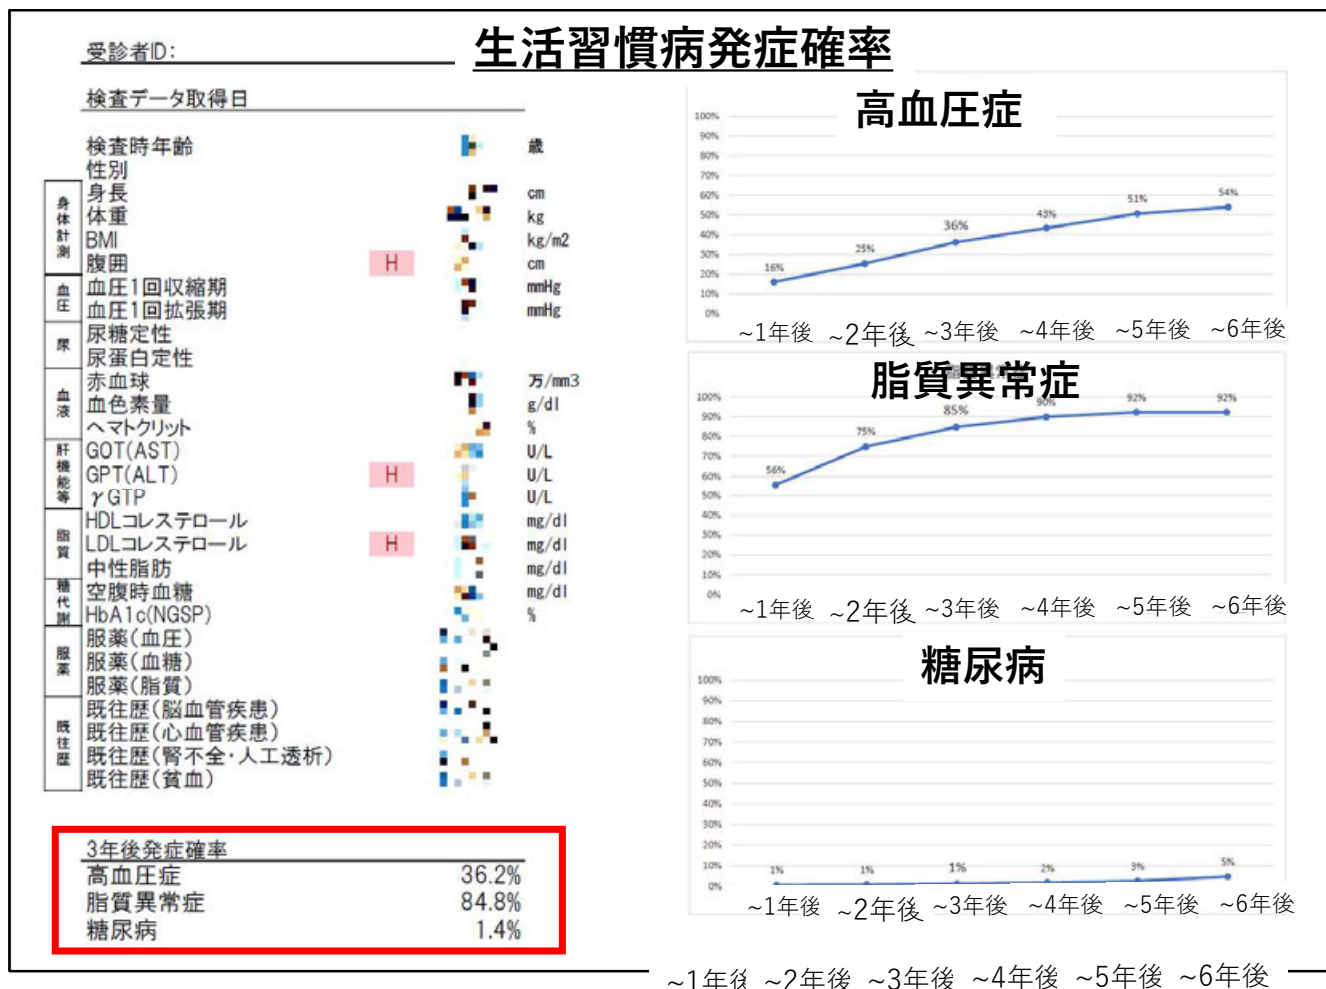 生活習慣病発症確率
受診者ID:
検査データ取得日
検査時年齢 歳
性別
身体計測
身長 cm
体重 kg
BMI kg/m2
腹囲 H cm
血圧
血圧1回収縮期 mmHg
血圧1回拡張期 mmHg
尿
尿糖定性
尿蛋白定性
血液
赤血球 万/mm3
血色素量 g/dl
ヘマトクリット %
肝機能等
GOT(AST) U/L
GPT(ALT) H U/L
γGTP U/L
脂質
HDLコレステロール mg/dl
LDLコレステロール H mg/dl
中性脂肪 mg/dl
糖代謝
空腹時血糖 mg/dl
HbA1c(NGSP) %
服薬
服薬(血圧)
服薬(血糖)
服薬(脂質)
既往歴
既往歴(脳血管疾患)
既往歴(心血管疾患)
既往歴(腎不全・人工透析)
既往歴(貧血)
3年後発症確率
高血圧症 36.2%
脂質異常症 84.8%
糖尿病 1.4%
高血圧症
100%
90%
80%
70%
60%
50%
40%
30%
20%
10%
0%
16% 25% 36% 43% 51% 54%
~1年後 ~2年後 ~3年後 ~4年後 ~5年後 ~6年後
脂質異常症
100%
90%
80%
70%
60%
50%
40%
30%
20%
10%
0%
56% 75% 85% 90% 92% 92%
~1年後 ~2年後 ~3年後 ~4年後 ~5年後 ~6年後
糖尿病
100%
90%
80%
70%
60%
50%
40%
30%
20%
10%
0%
1% 1% 1% 2% 3% 5%
~1年後 ~2年後 ~3年後 ~4年後 ~5年後 ~6年後
~1年後 ~2年後 ~3年後 ~4年後 ~5年後 ~6年後